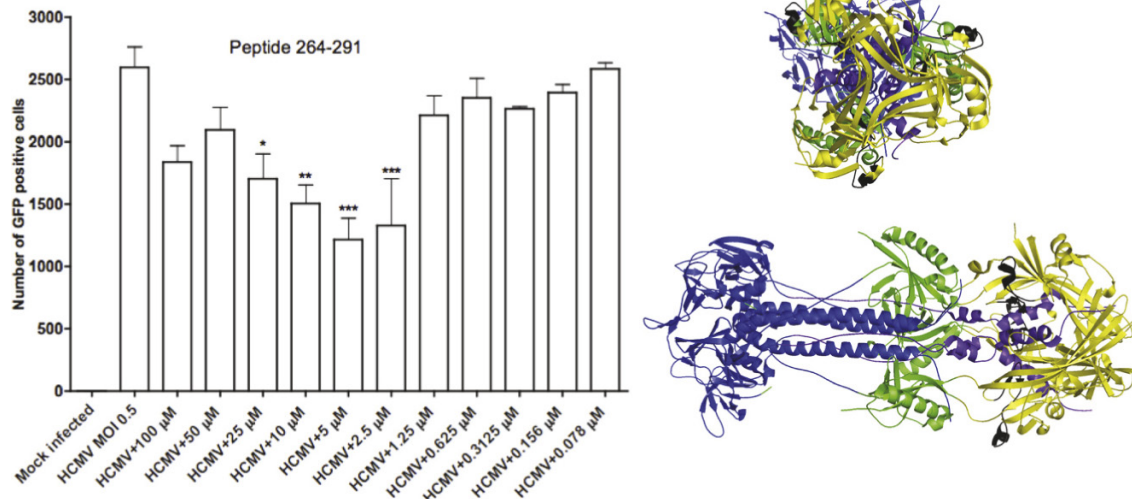 Peptide 264-291
Number of GFP positive cells
3000
2500
2000
1500
1000
500
0
*
**
***
***
Mock infected
HCMV MOI 0.5
HCMV+100 µM
HCMV+50 µM
HCMV+25 µM
HCMV+10 µM
HCMV+5 µM
HCMV+2.5 µM
HCMV+1.25 µM
HCMV+0.625 µM
HCMV+0.3125 µM
HCMV+0.156 µM
HCMV+0.078 µM